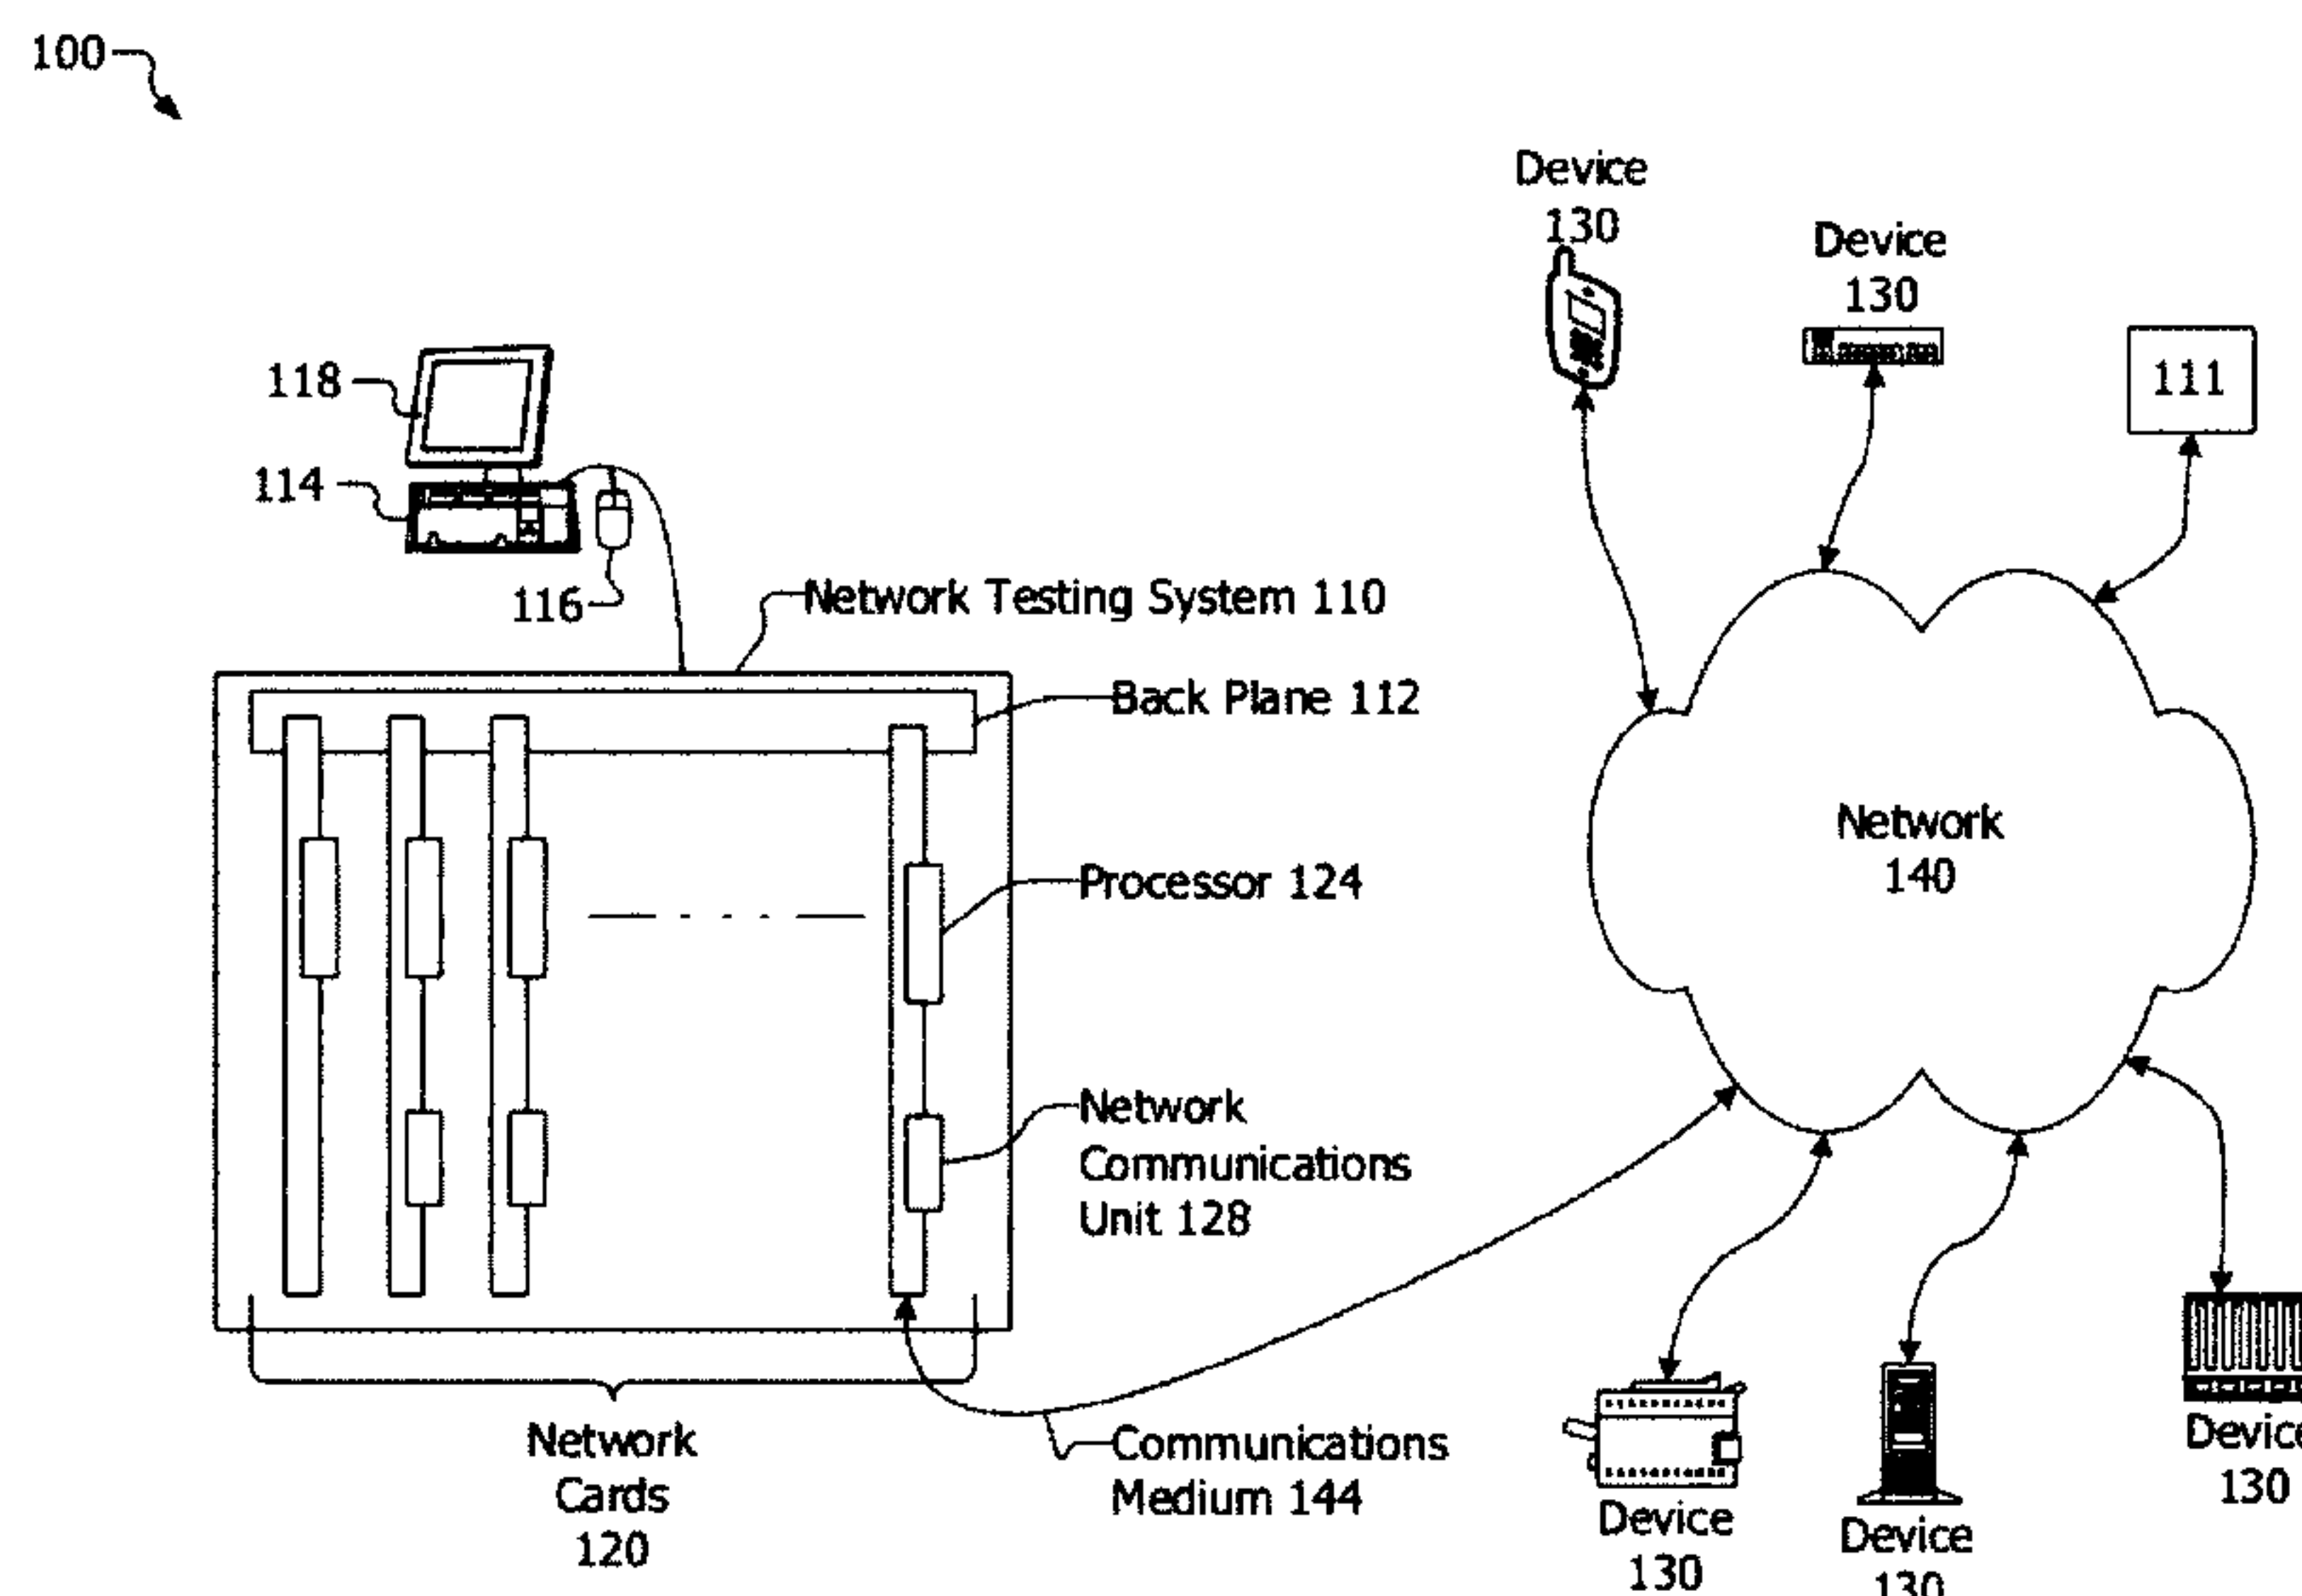 100
Device
130
Device
130
111
118
114
116
Network Testing System 110
Back Plane 112
Processor 124
Network
140
Network
Communications
Unit 128
Communications
Medium 144
Network
Cards
120
Device
130
Device
130
Device
130